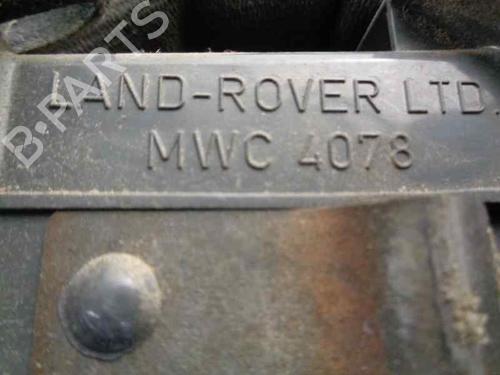 B PARTS
LAND-ROVER LTD.
MWC 4078